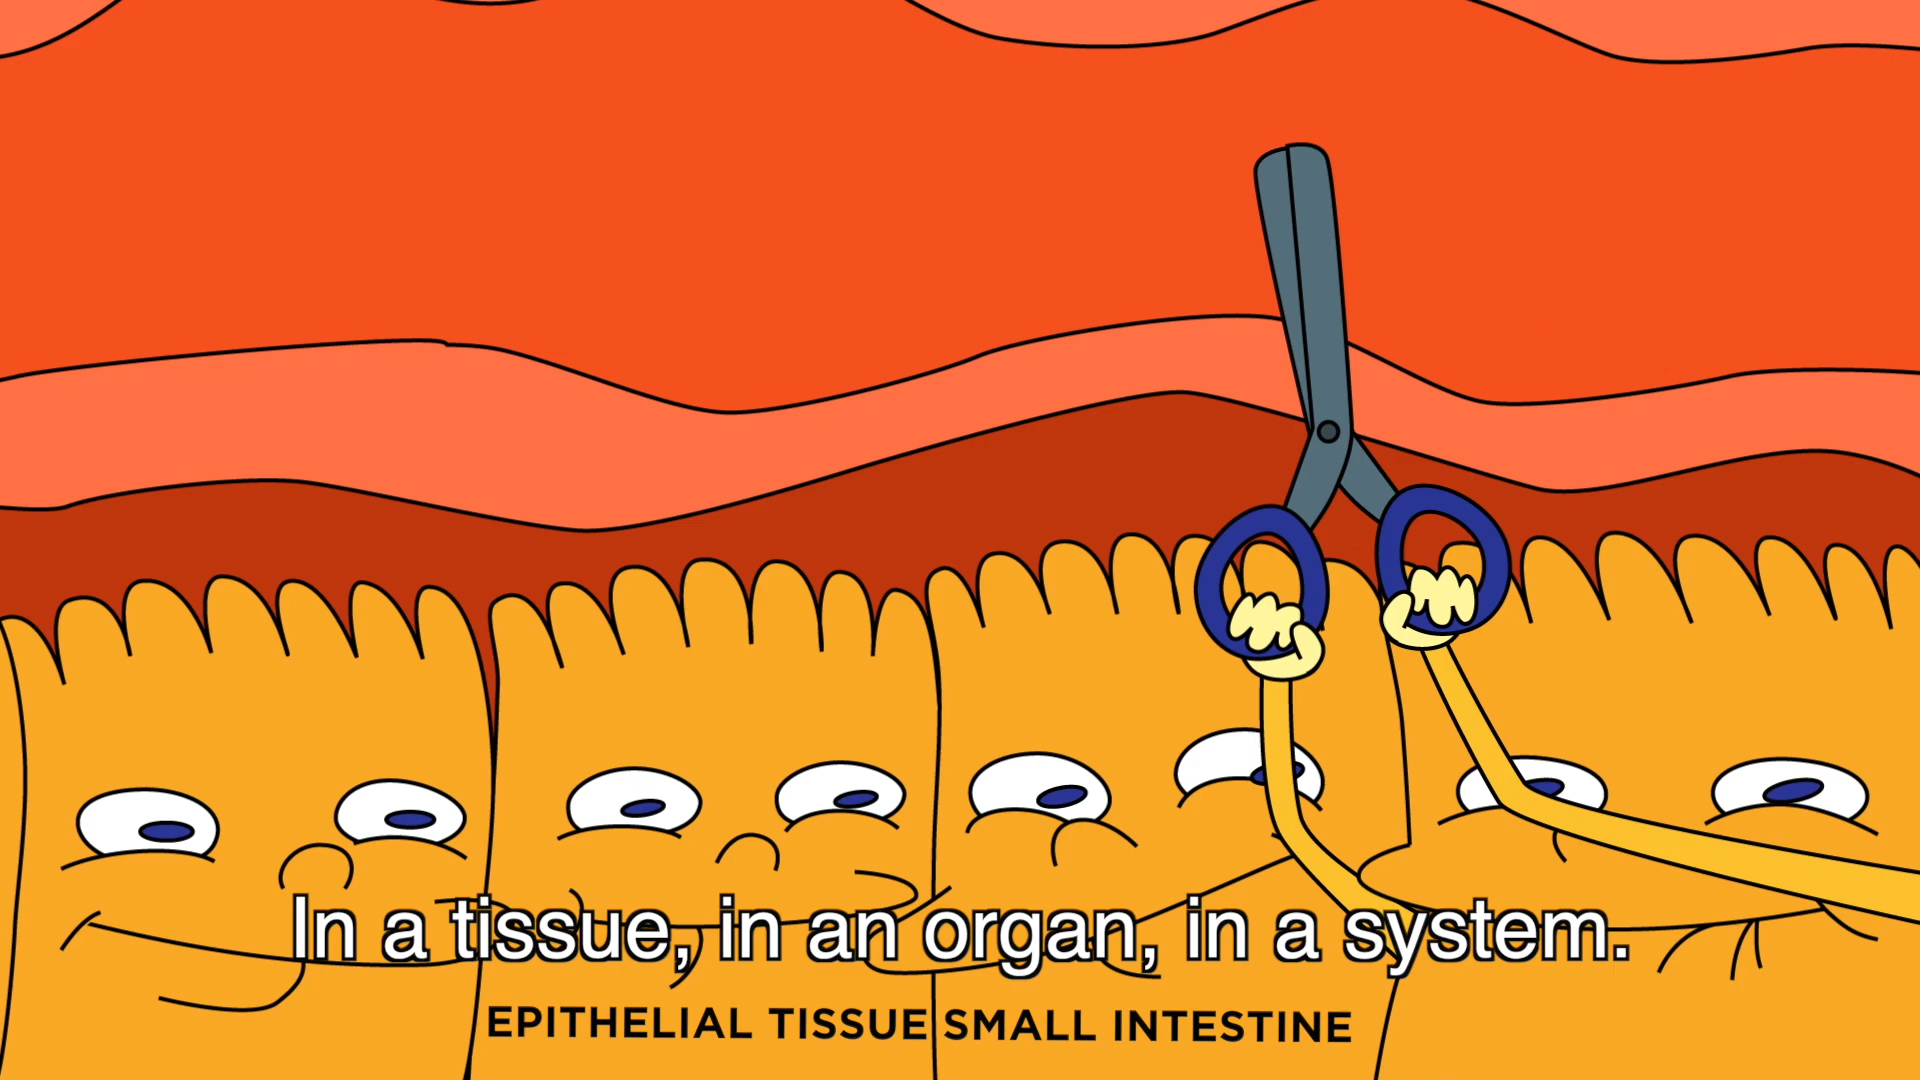 In a tissue, in an organ, in a system.
EPITHELIAL TISSUE SMALL INTESTINE